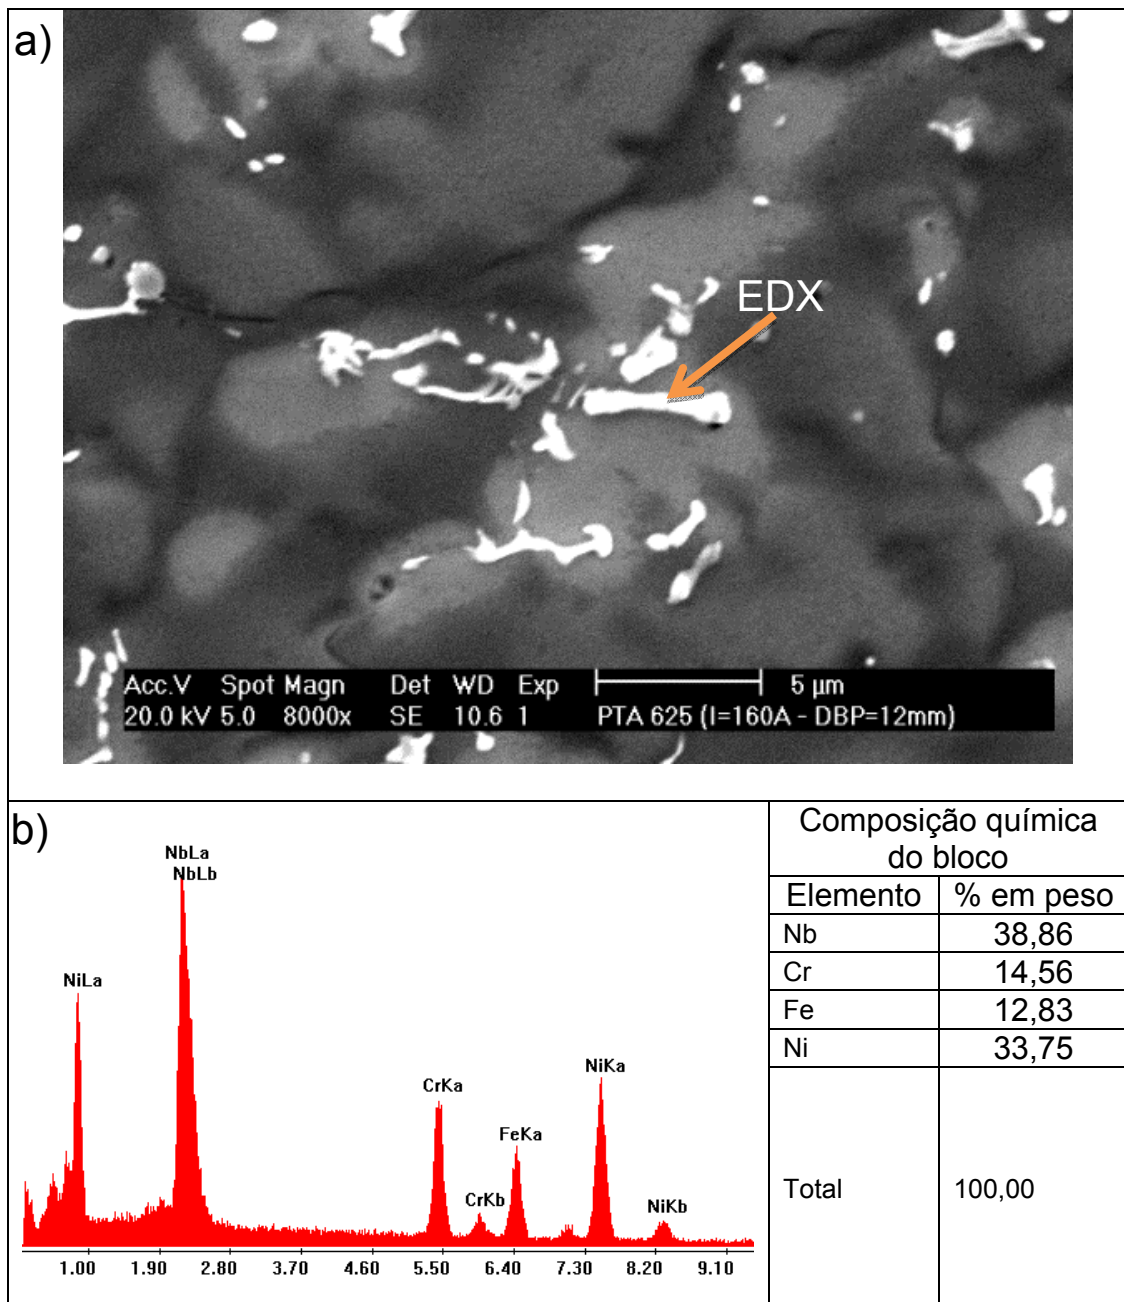 a)
EDX
Acc.V Spot Magn Det WD Exp 5 µm
20.0 kV 5.0 8000x SE 10.6 1 PTA 625 (I=160A - DBP=12mm)
b)
NbLa
NbLb
NiLa
CrKa
CrKb
FeKa
NiKa
NiKb
1.00 1.90 2.80 3.70 4.60 5.50 6.40 7.30 8.20 9.10
Composição química
do bloco
Elemento % em peso
Nb 38,86
Cr 14,56
Fe 12,83
Ni 33,75
Total 100,00